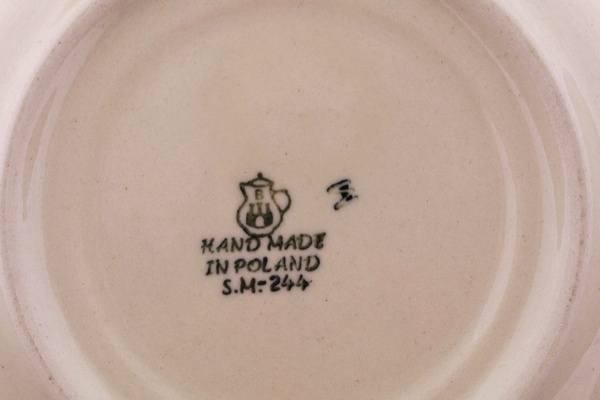 B
HAND MADE
IN POLAND
S.M-244